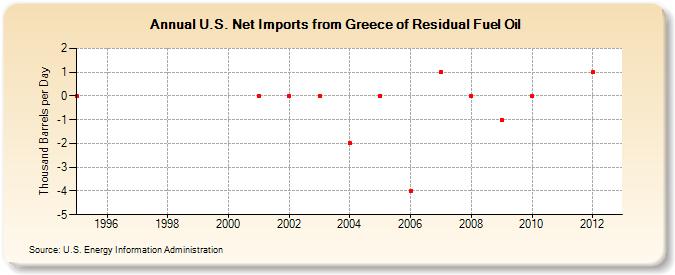 Annual U.S. Net Imports from Greece of Residual Fuel Oil
Thousand Barrels per Day
2
1
0
-1
-2
-3
-4
-5
1996 1998 2000 2002 2004 2006 2008 2010 2012
Source: U.S. Energy Information Administration